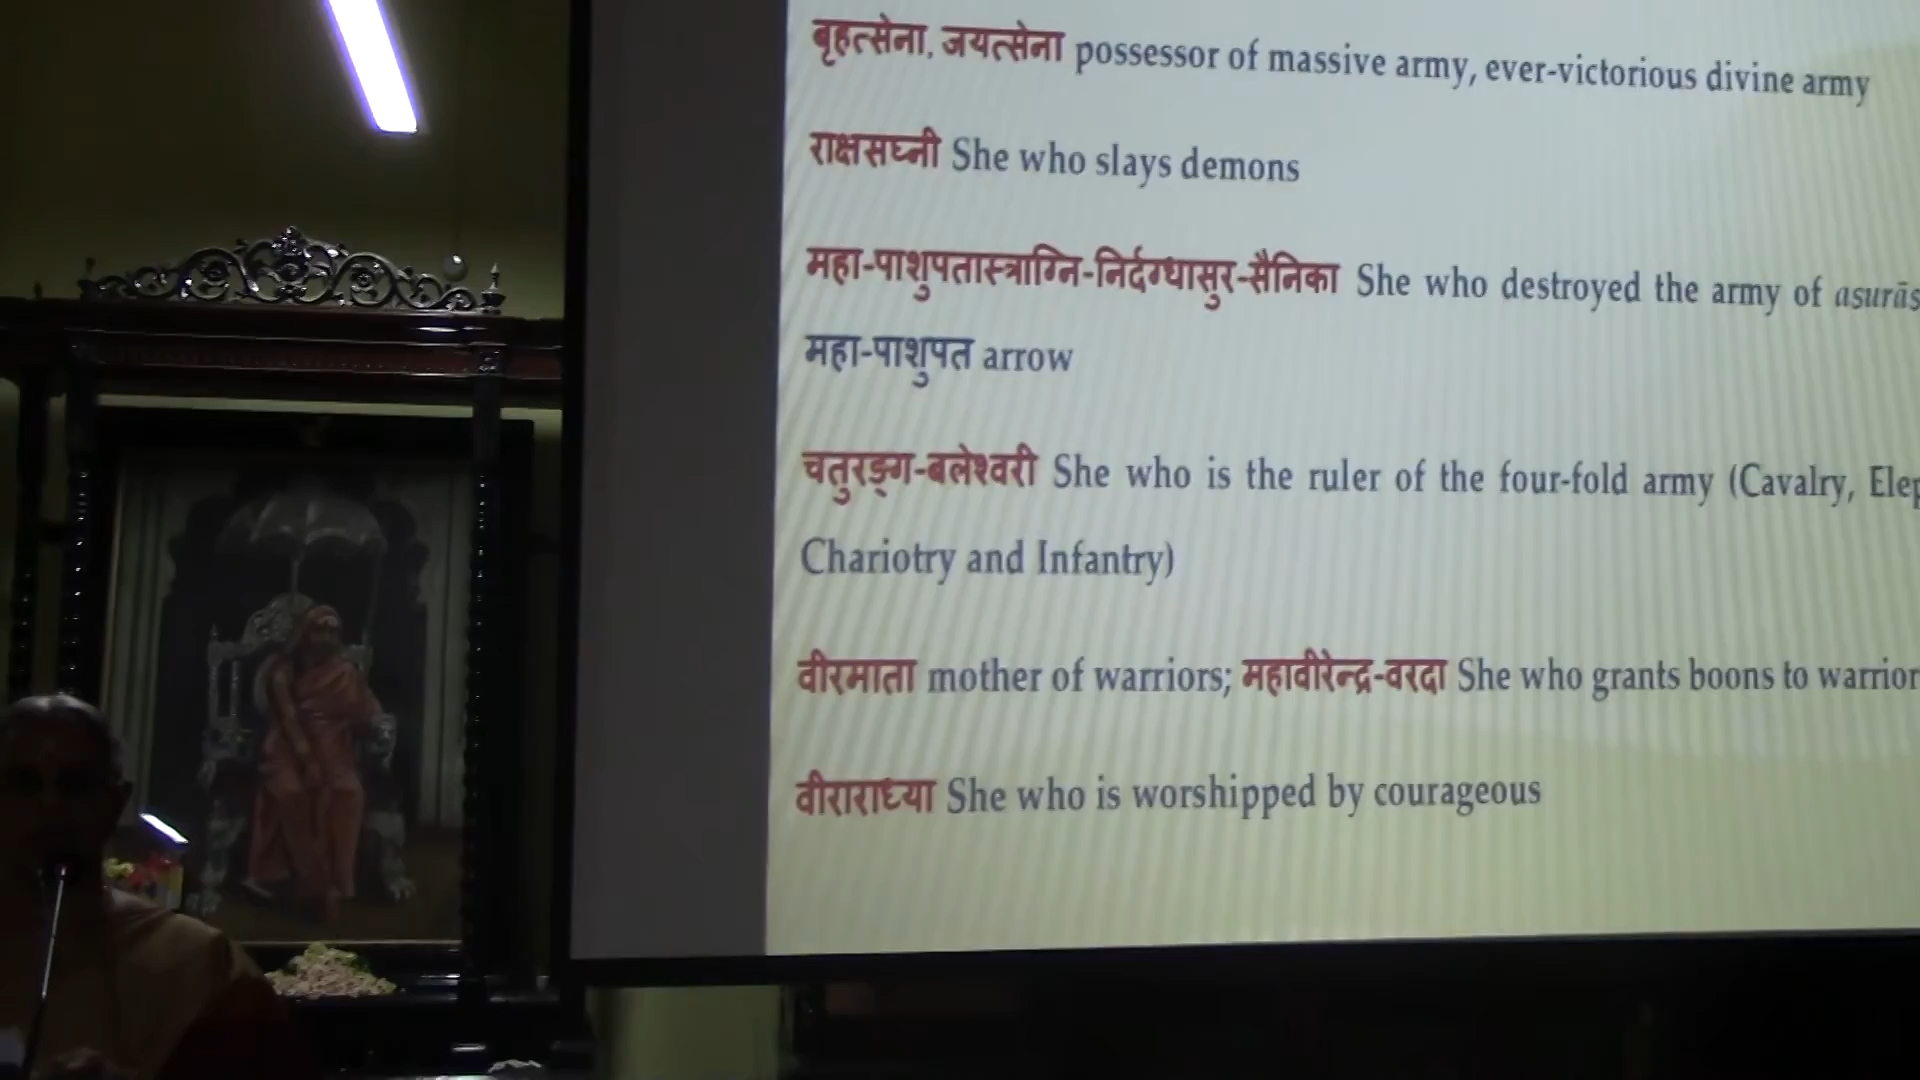 बृहत्सेना, जयत्सेना possessor of massive army, ever-victorious divine army
राक्षसघ्नी She who slays demons
महा-पाशुपतास्त्राग्नि-निर्दग्धासुर-सैनिका She who destroyed the army of asurās
महा-पाशुपत arrow
चतुरङ्ग-बलेश्वरी She who is the ruler of the four-fold army (Cavalry,
Chariotry and Infantry)
वीरमाता mother of warriors; महावीरेन्द्र-वरदा She who grants boons to warrior
वीराराध्या She who is worshipped by courageous